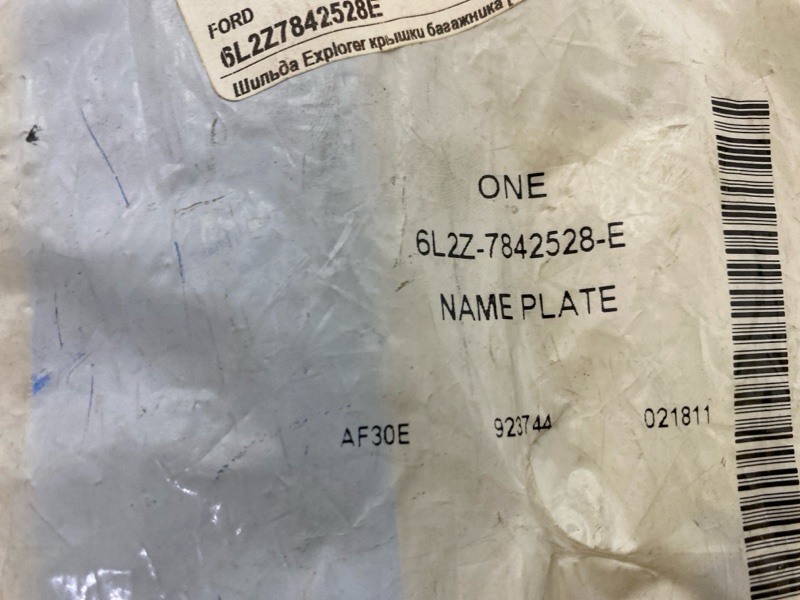 FORD
6L2Z7842528E
Шильда Explorer крышки багажника
ONE
6L2Z-7842528-E
NAME PLATE
AF30E 923744 021811